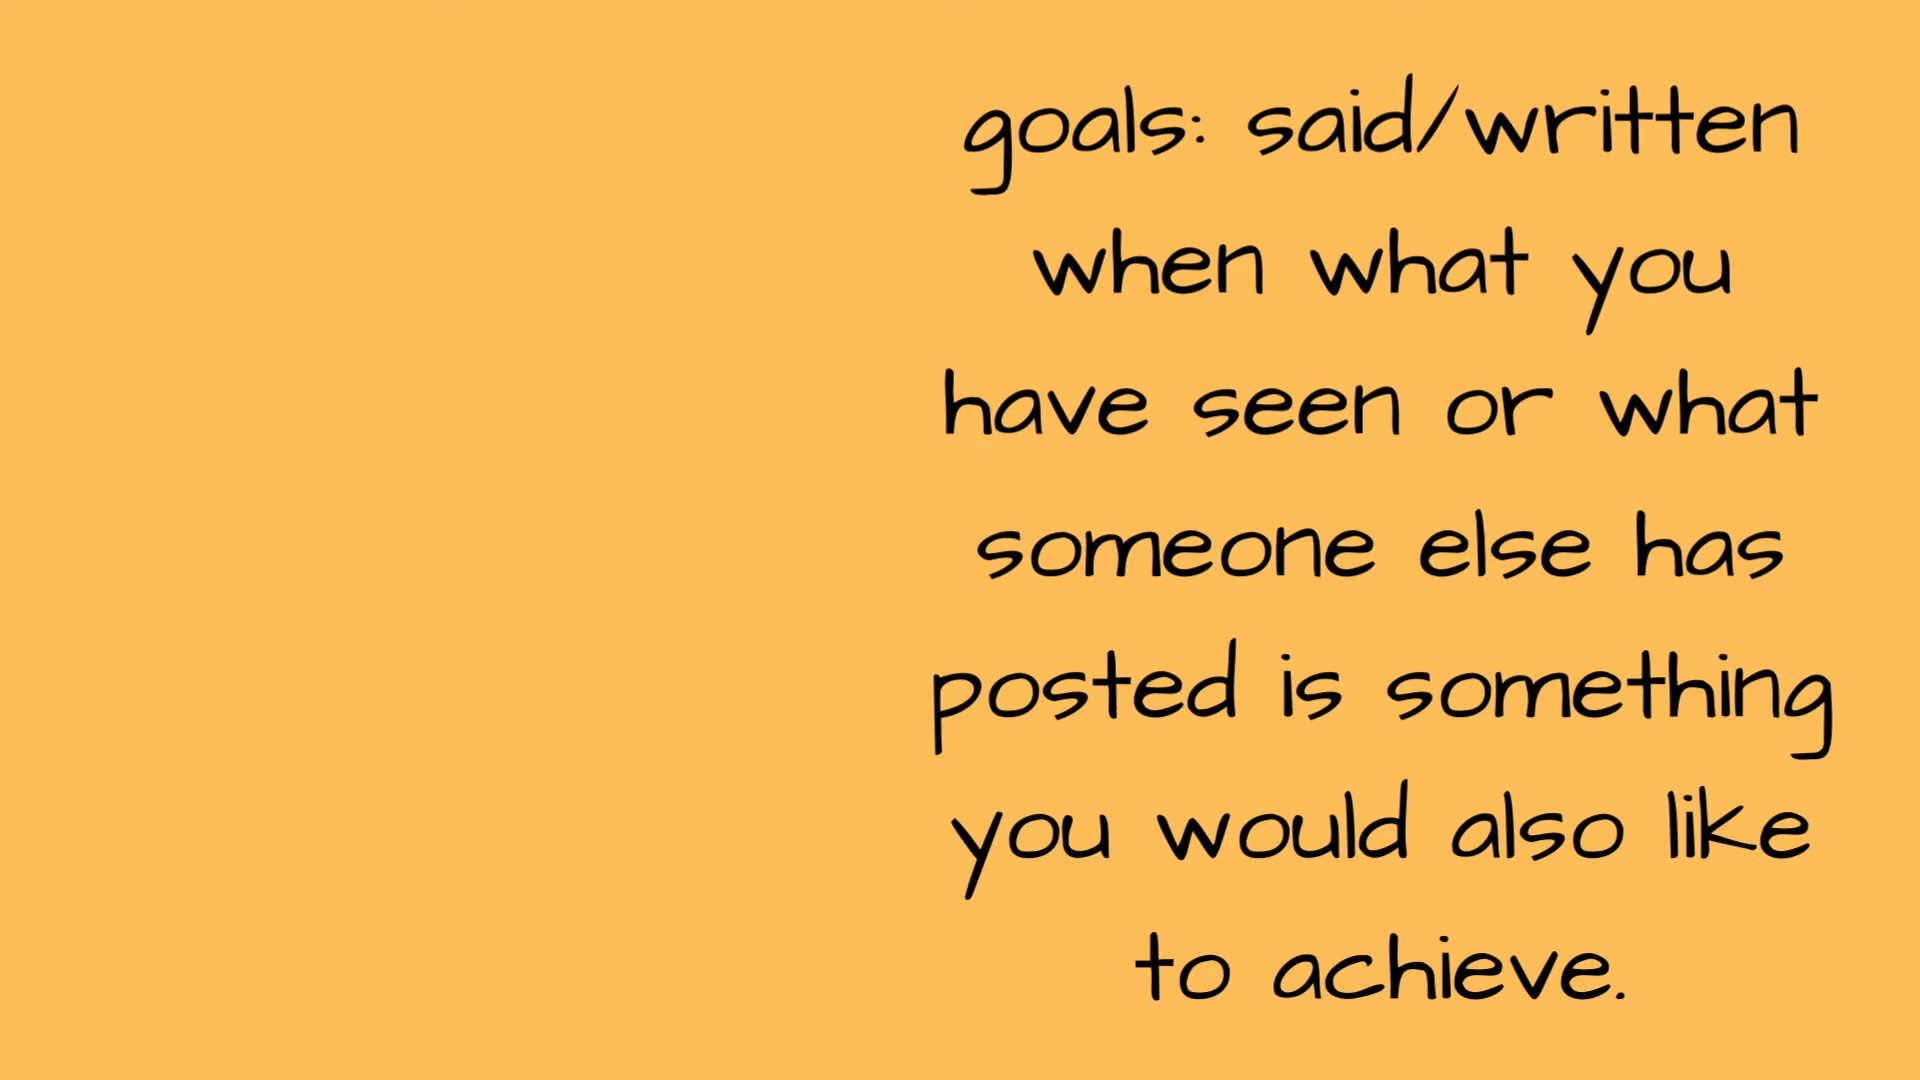 goals: said/written
when what you
have seen or what
someone else has
posted is something
you would also like
to achieve.